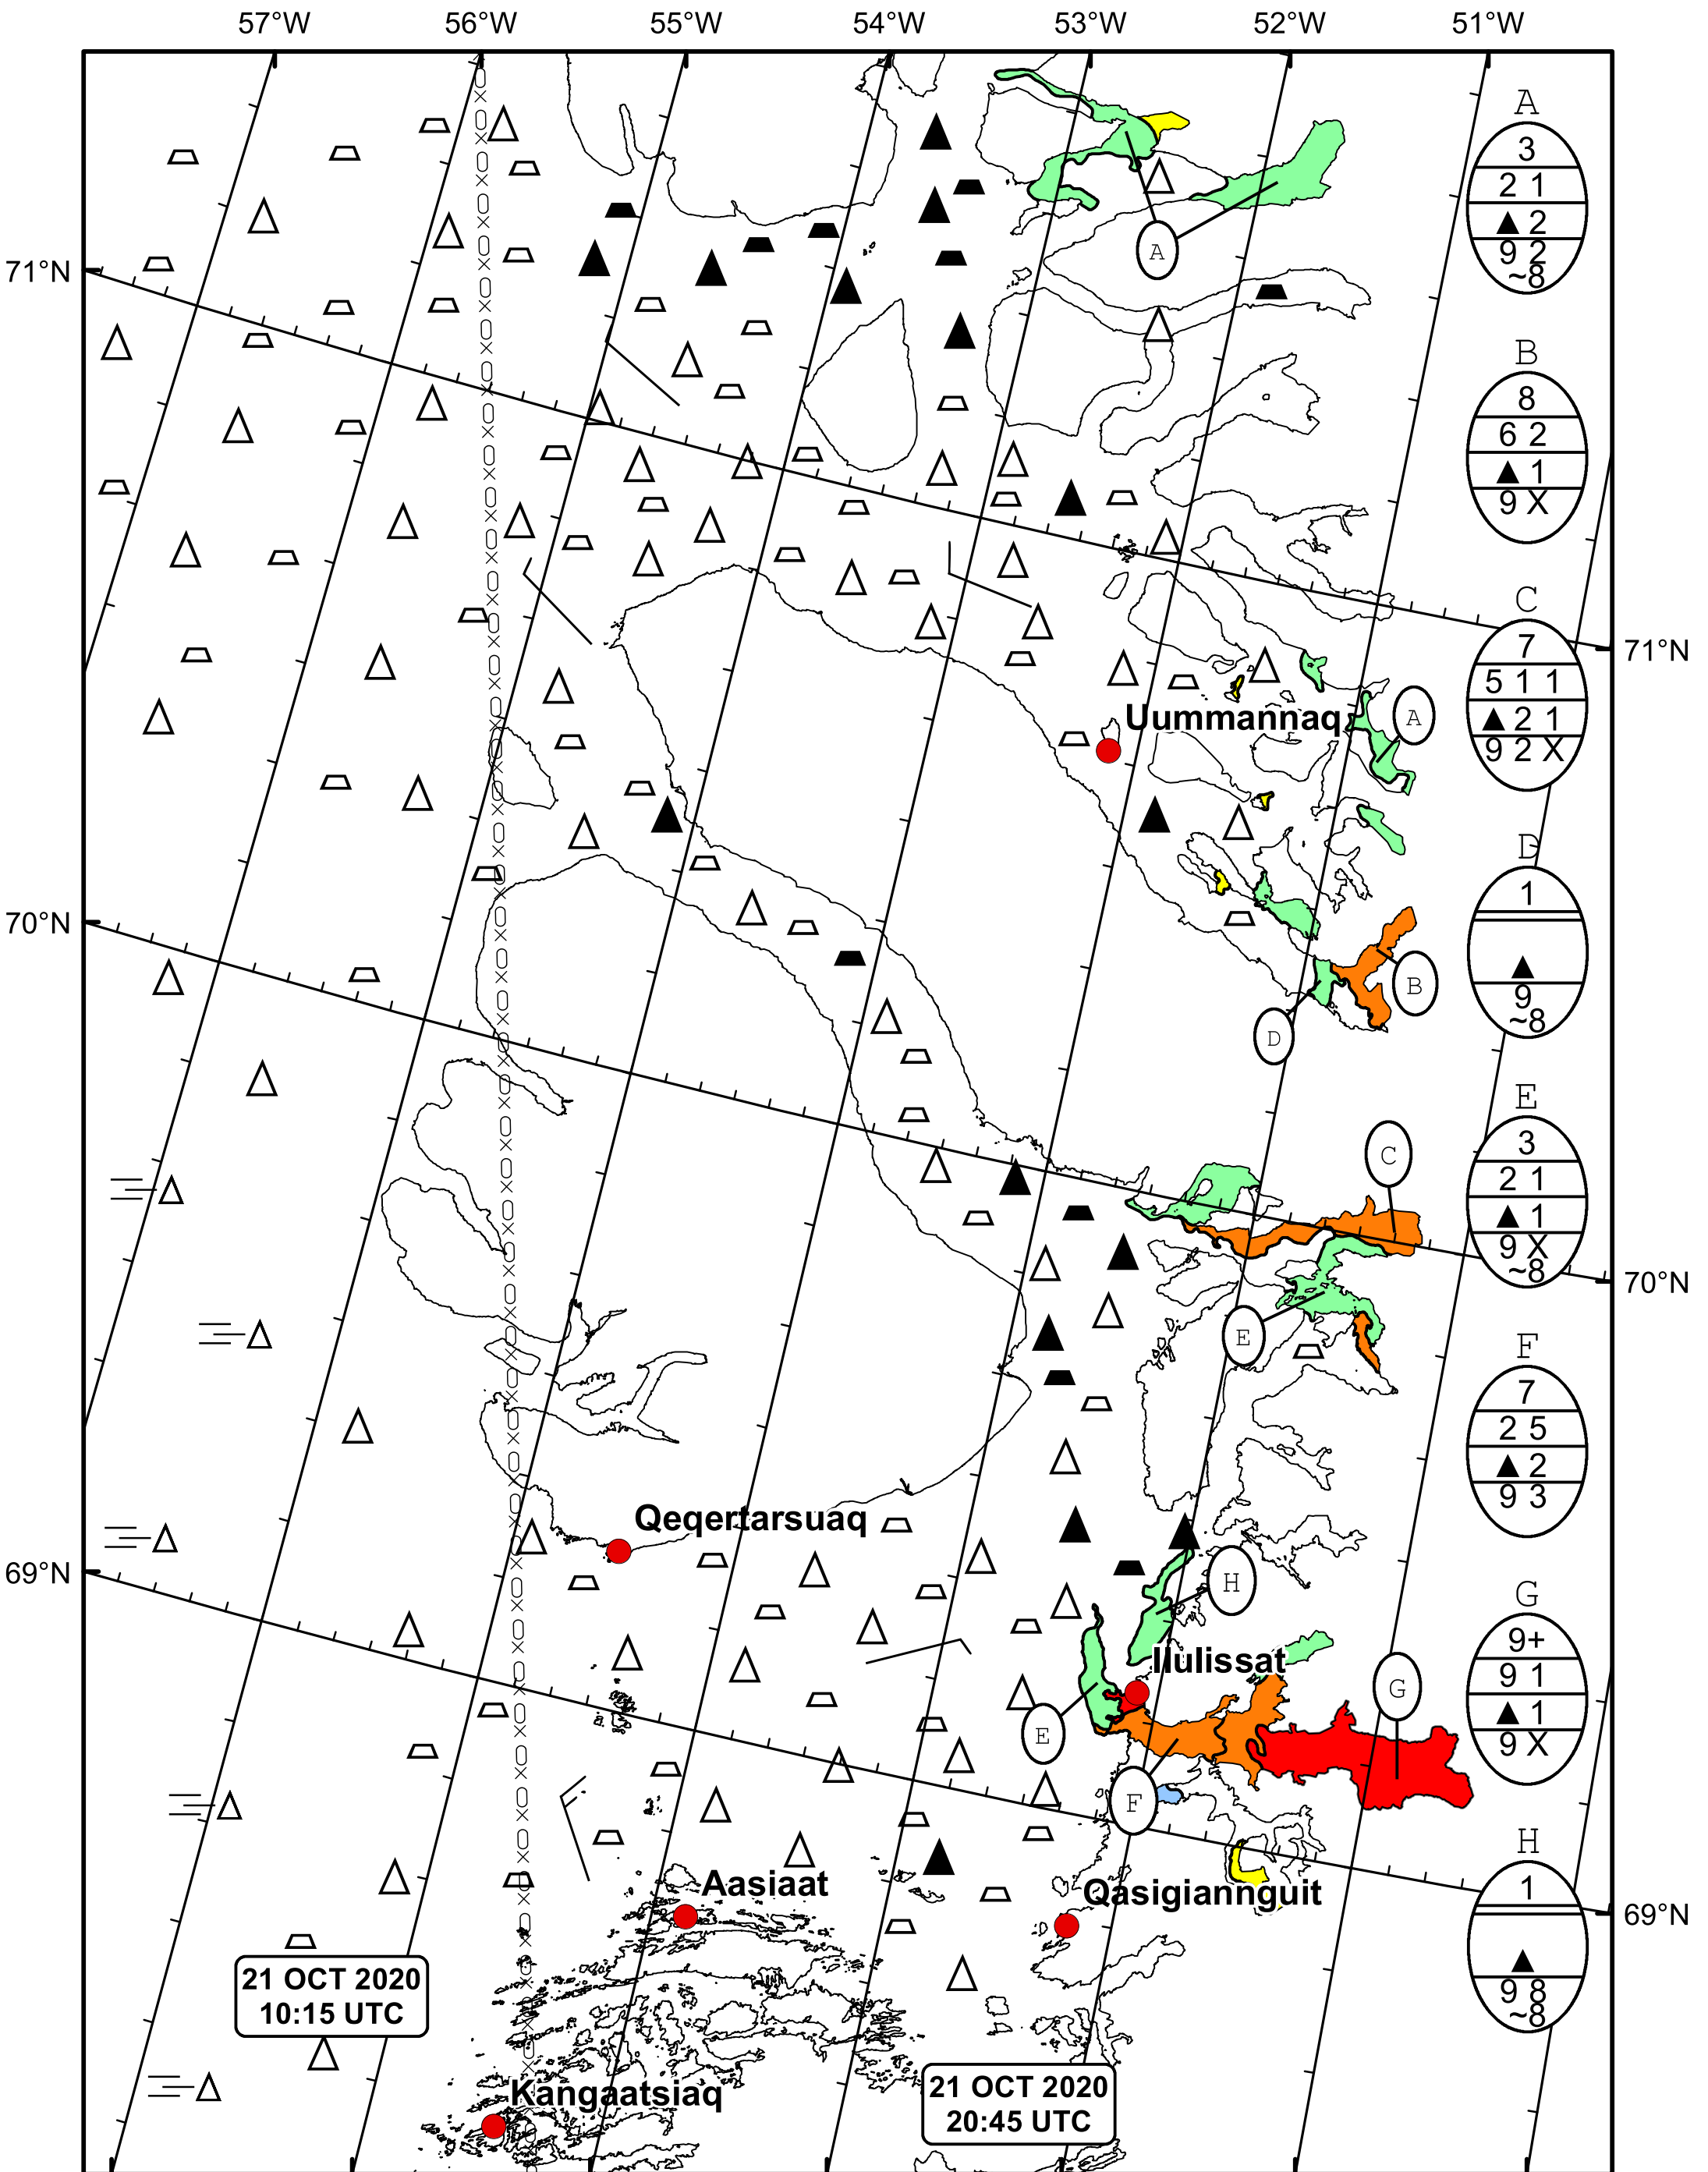 57°W 56°W 55°W 54°W 53°W 52°W 51°W
A
3
2 1
▲ 2
9 2
~8
A
71°N
B
8
6 2
▲ 1
9 X
C
7
5 1 1
▲ 2 1
9 2 X
71°N
Uummannaq
A
D
1
▲
9
~8
70°N
B
D
E
3
2 1
▲ 1
9 X
~8
C
70°N
E
F
7
2 5
▲ 2
9 3
Qeqertarsuaq
69°N
H
G
9+
9 1
▲ 1
9 X
Ilulissat
G
E
F
H
1
▲
9 8
~8
Aasiaat
Qasigiannguit
69°N
21 OCT 2020
10:15 UTC
21 OCT 2020
20:45 UTC
Kangaatsiaq